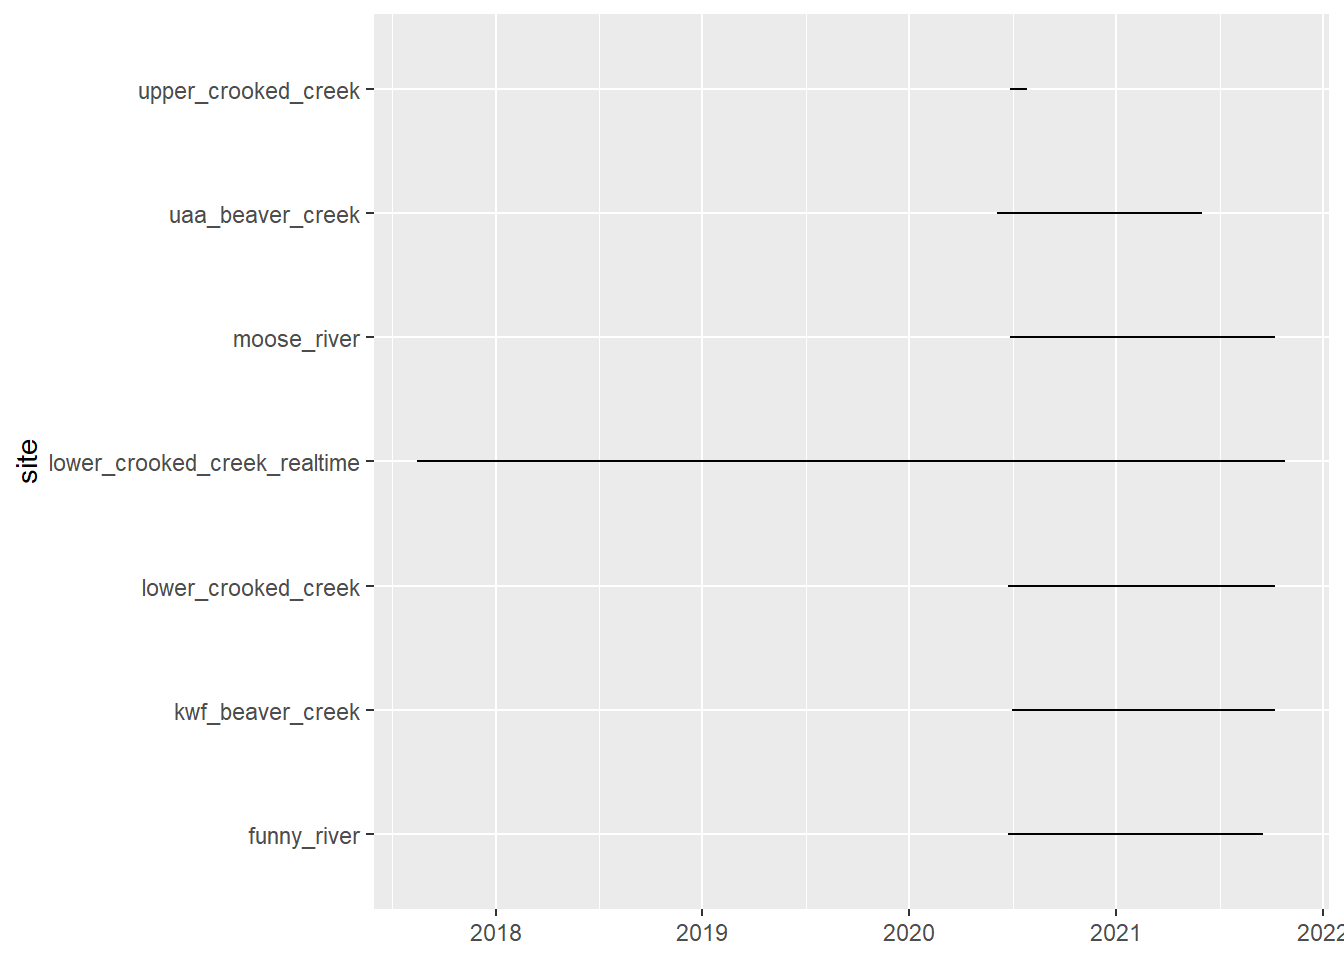 upper_crooked_creek
uaa_beaver_creek
moose_river
site
lower_crooked_creek_realtime
lower_crooked_creek
kwf_beaver_creek
funny_river
2018 2019 2020 2021 2022